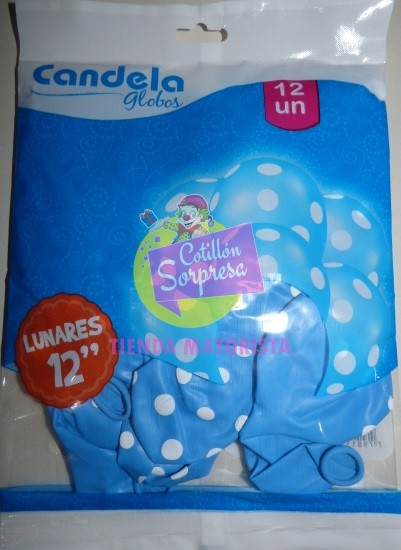 Candela
Globos
12
un
Cotillón
Sorpresa
TIENDA MAYORISTA
LUNARES
12”